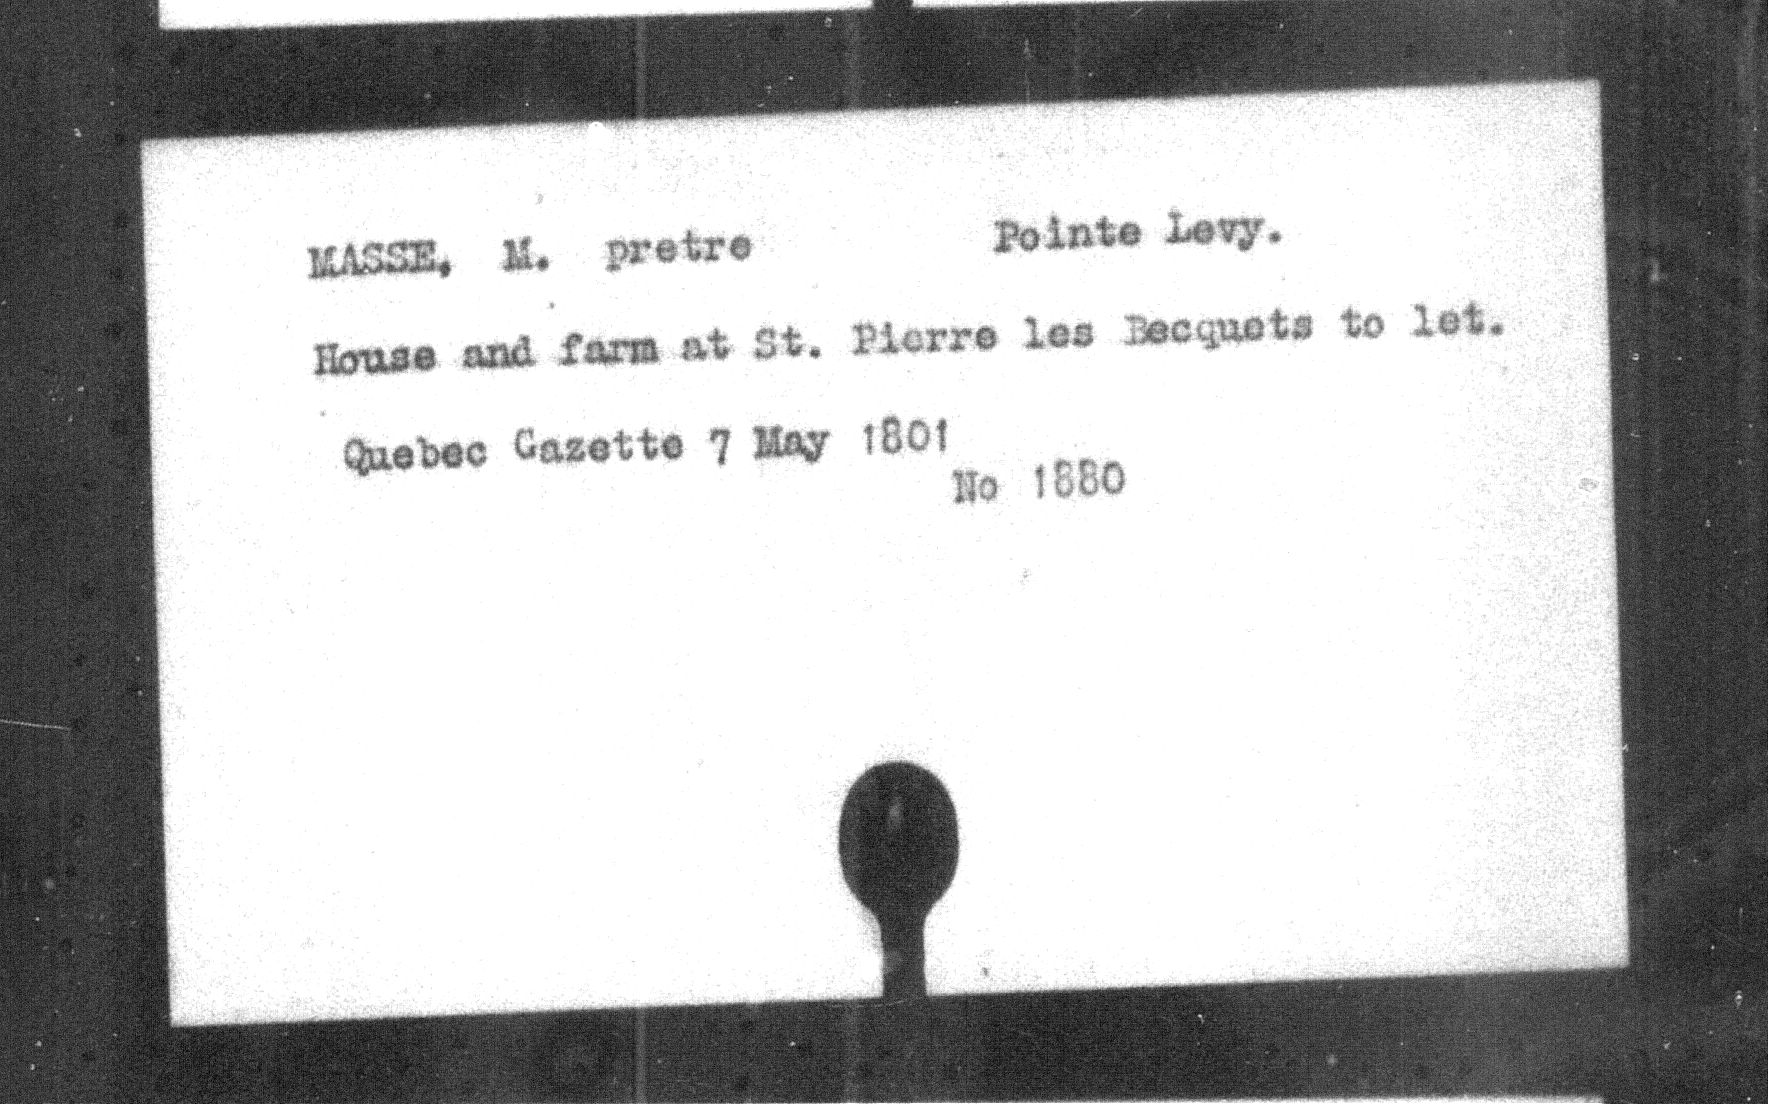 MASSE, M. pretre Pointe Levy.
House and farm at St. Pierre les Becquets to let.
Quebec Gazette 7 May 1801
No 1880